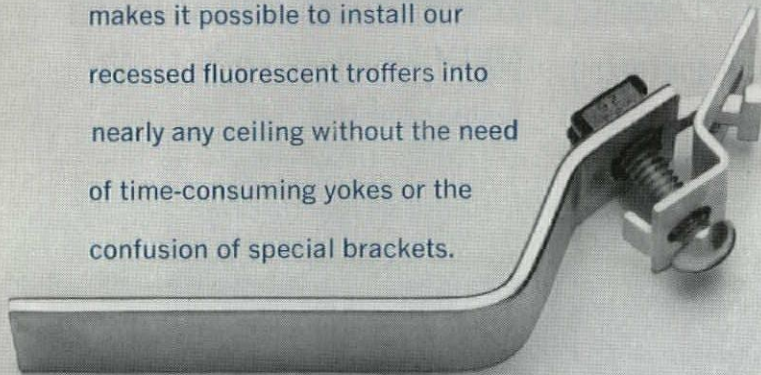 makes it possible to install our
recessed fluorescent troffers into
nearly any ceiling without the need
of time-consuming yokes or the
confusion of special brackets.